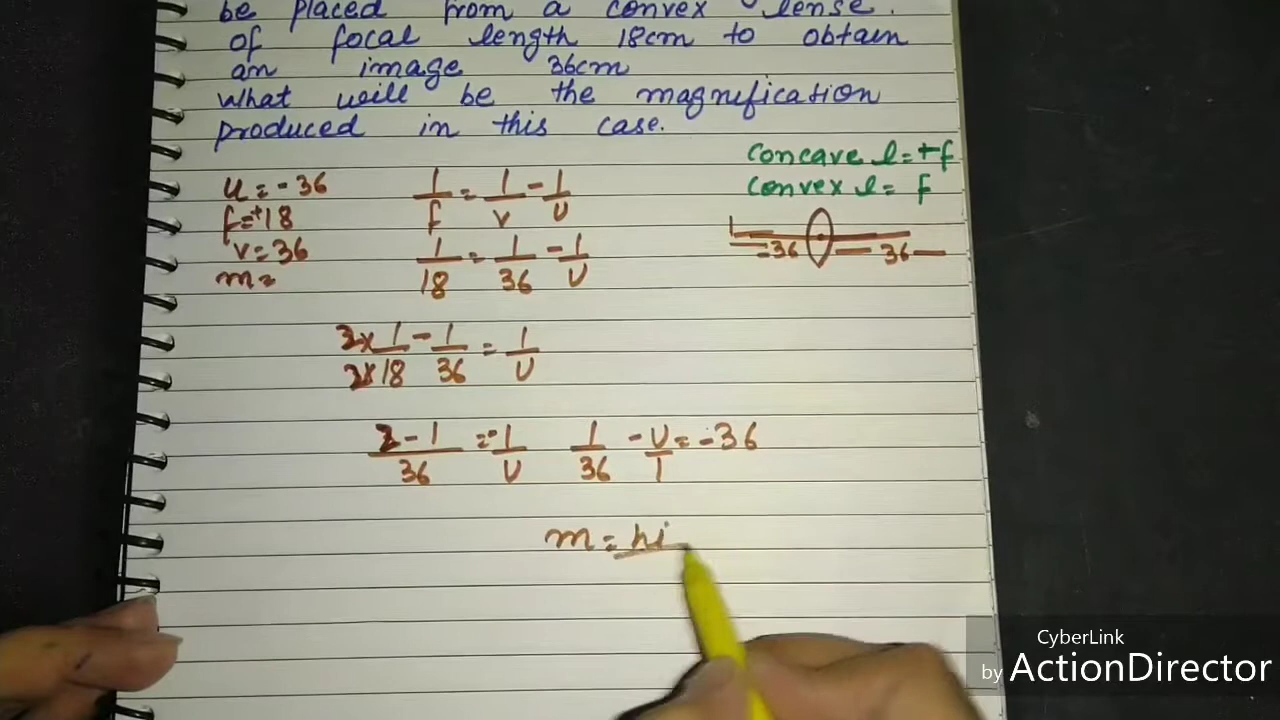 be placed from a convex lense.
of focal length 18cm to obtain
an image 36cm
what will be the magnification
produced in this case.
concave l = +f
convex l = f
u = -36
f = +18
v = 36
m =
1/f = 1/v - 1/u
1/18 = 1/36 - 1/u
=36 36
2x1/2x18 - 1/36 = 1/u
2-1/36 = -1/u 1/36 -u/1 = -36
m = hi
CyberLink
by ActionDirector